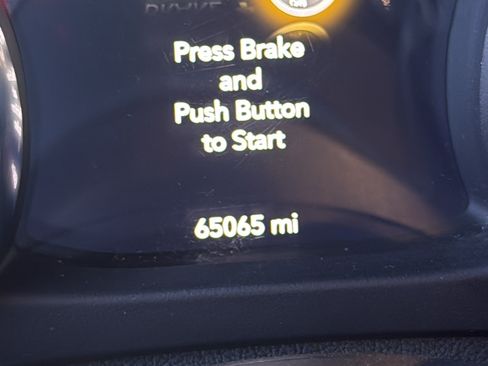 Press Brake
and
Push Button
to Start
65065 mi